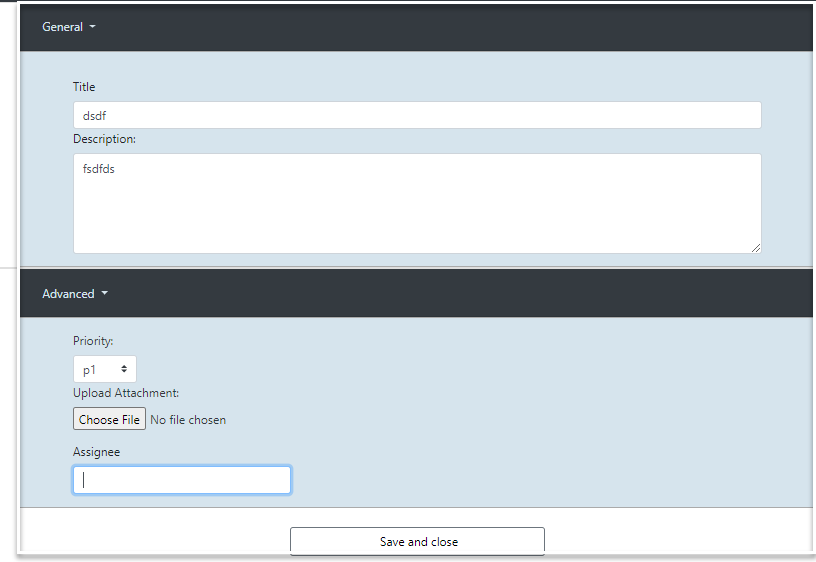 General
Title
dsdf
Description:
fsdfds
Advanced
Priority:
p1
Upload Attachment:
Choose File No file chosen
Assignee
Save and close